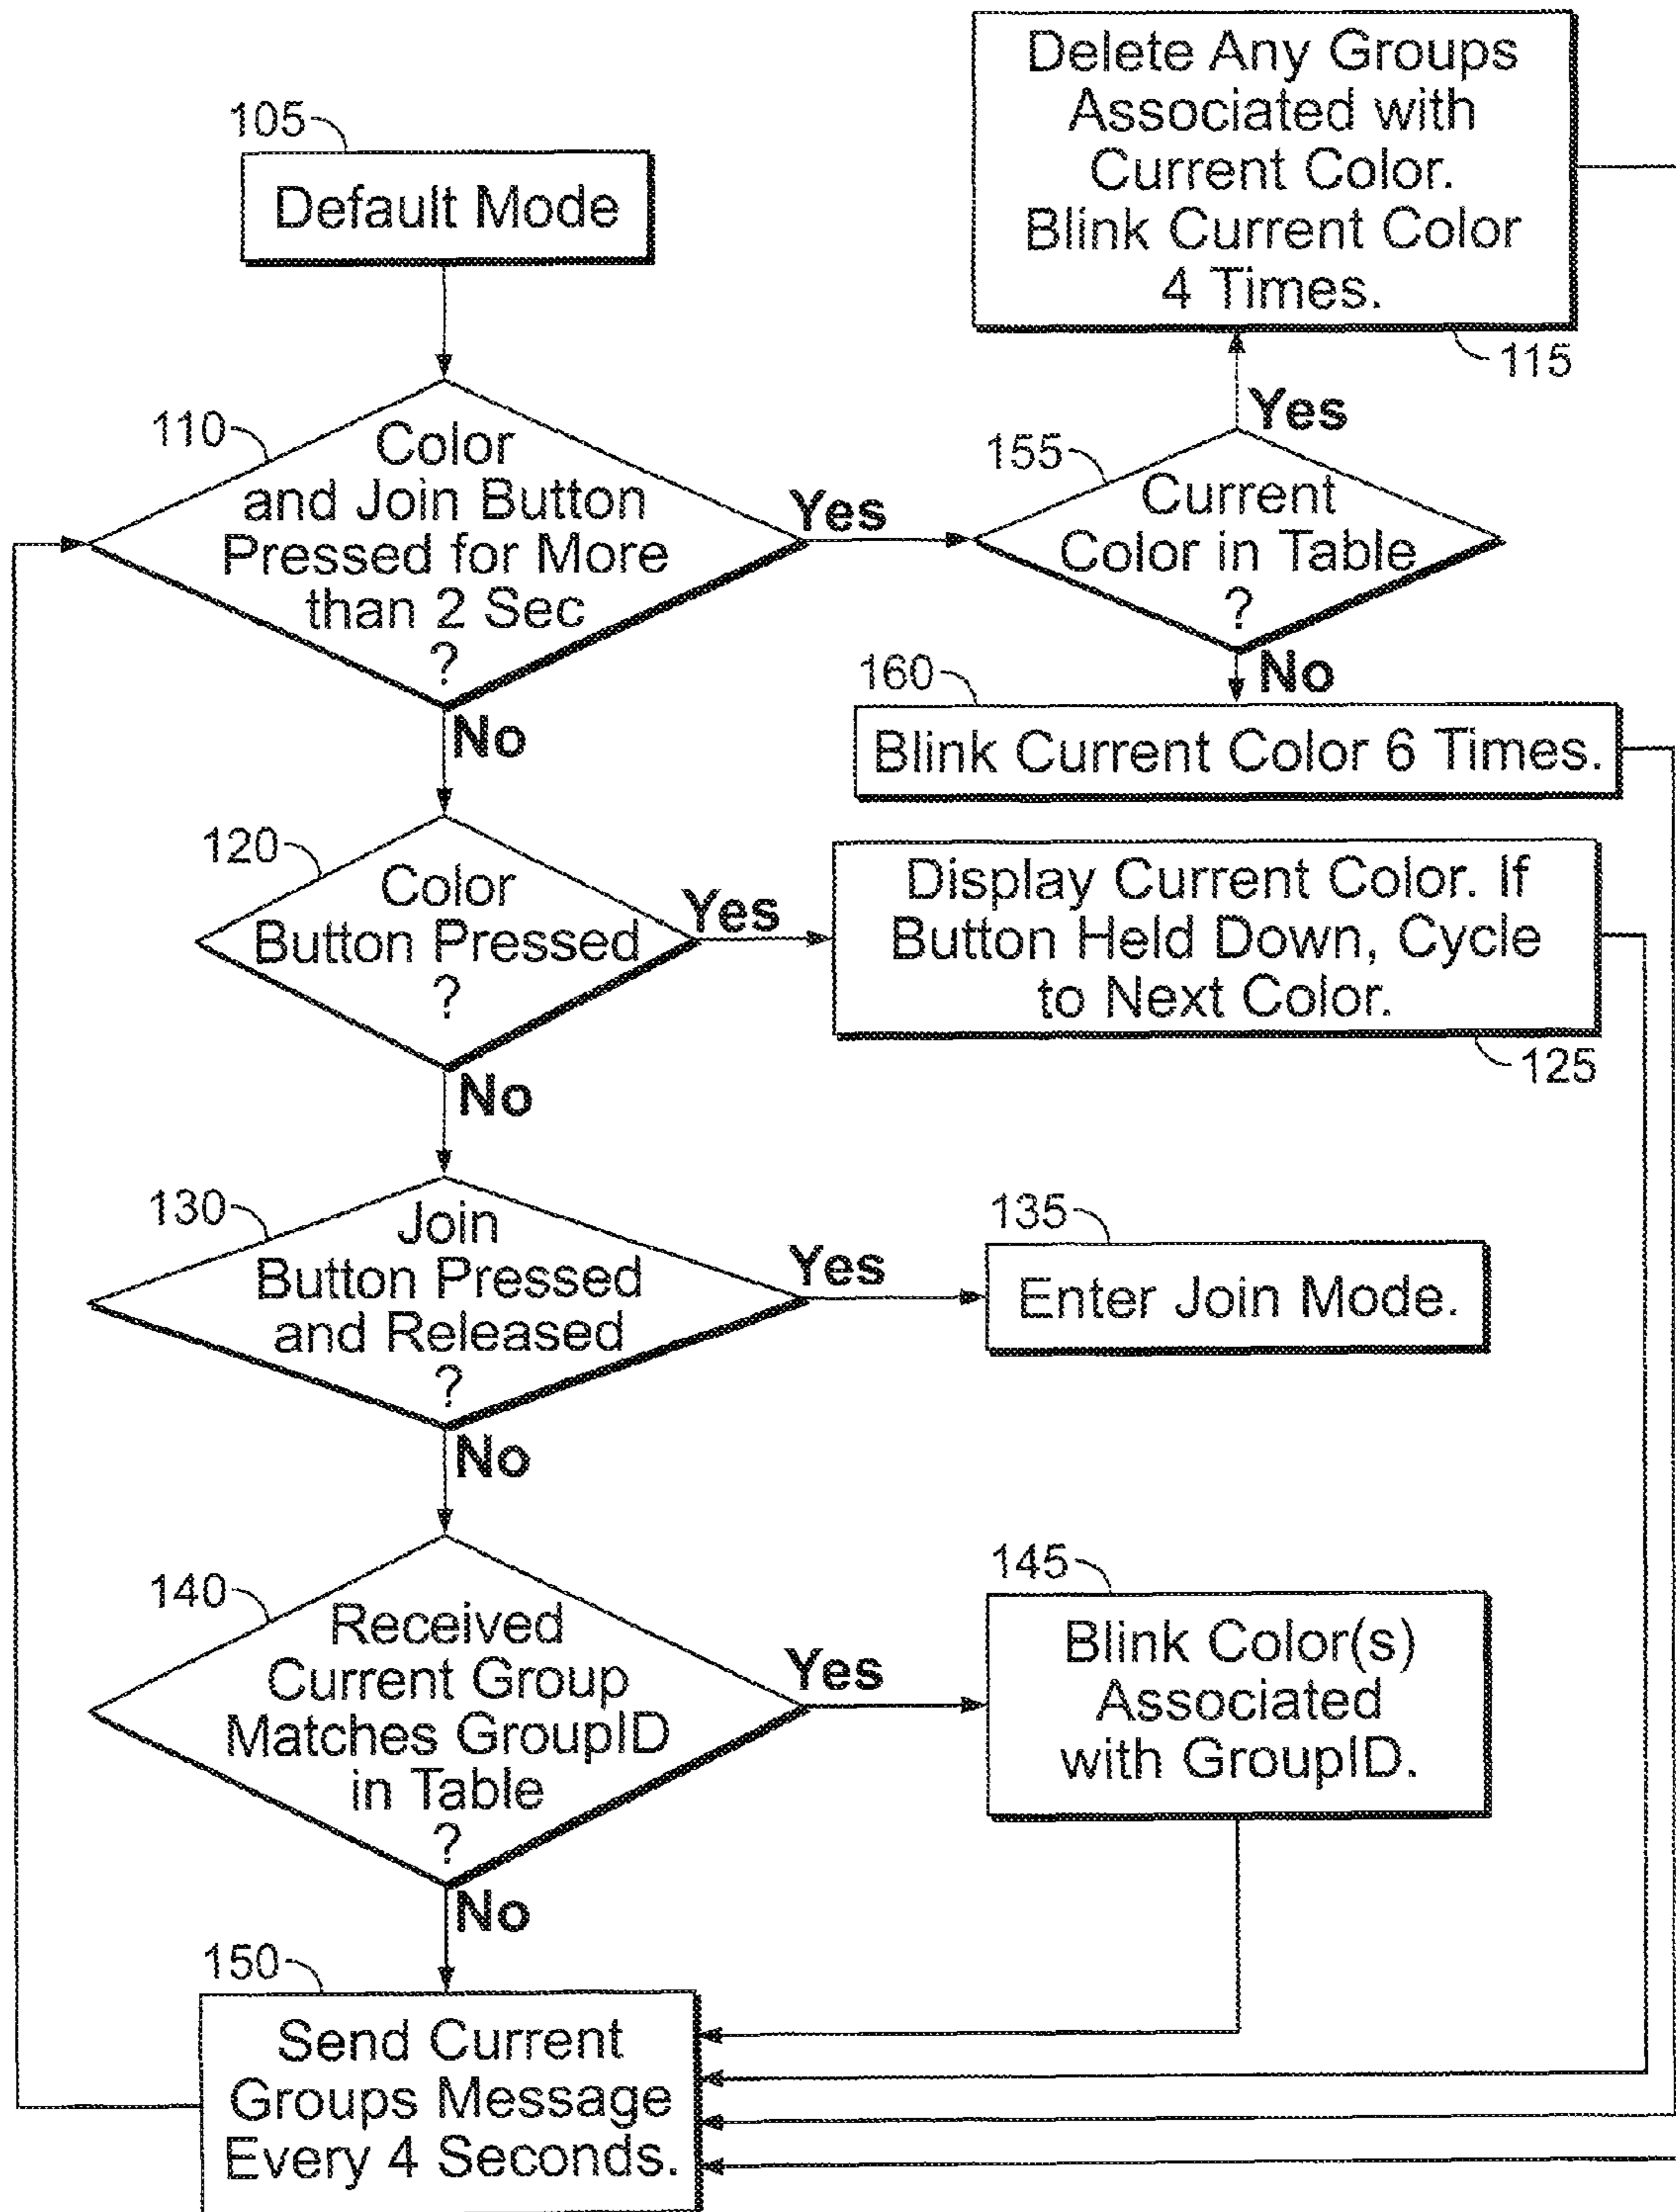 105
Default Mode
Delete Any Groups
Associated with
Current Color.
Blink Current Color
4 Times.
115
110
Color
and Join Button
Pressed for More
than 2 Sec
?
Yes
No
155
Current
Color in Table
?
Yes
No
160
Blink Current Color 6 Times.
120
Color
Button Pressed
?
Yes
No
Display Current Color. If
Button Held Down, Cycle
to Next Color.
125
130
Join
Button Pressed
and Released
?
Yes
No
135
Enter Join Mode.
140
Received
Current Group
Matches GroupID
in Table
?
Yes
No
145
Blink Color(s)
Associated
with GroupID.
150
Send Current
Groups Message
Every 4 Seconds.